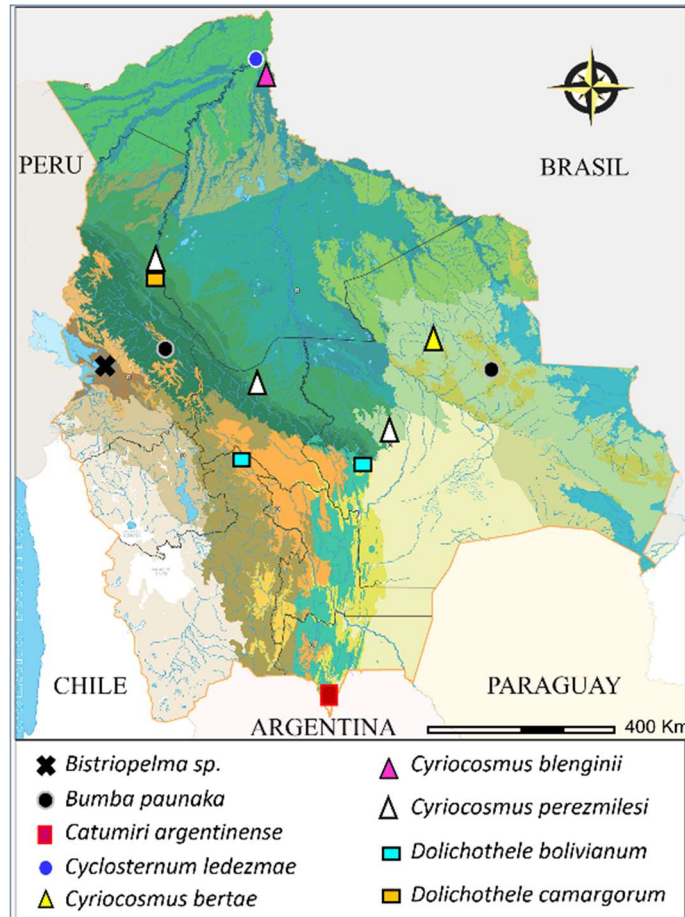 PERU
BRASIL
CHILE
PARAGUAY
ARGENTINA
400 Km
Bistriopelma sp.
Bumba paunaka
Catumiri argentinense
Cyclosternum ledezmae
Cyriocosmus bertae
Cyriocosmus blenginii
Cyriocosmus perezmilesi
Dolichothele bolivianum
Dolichothele camargorum